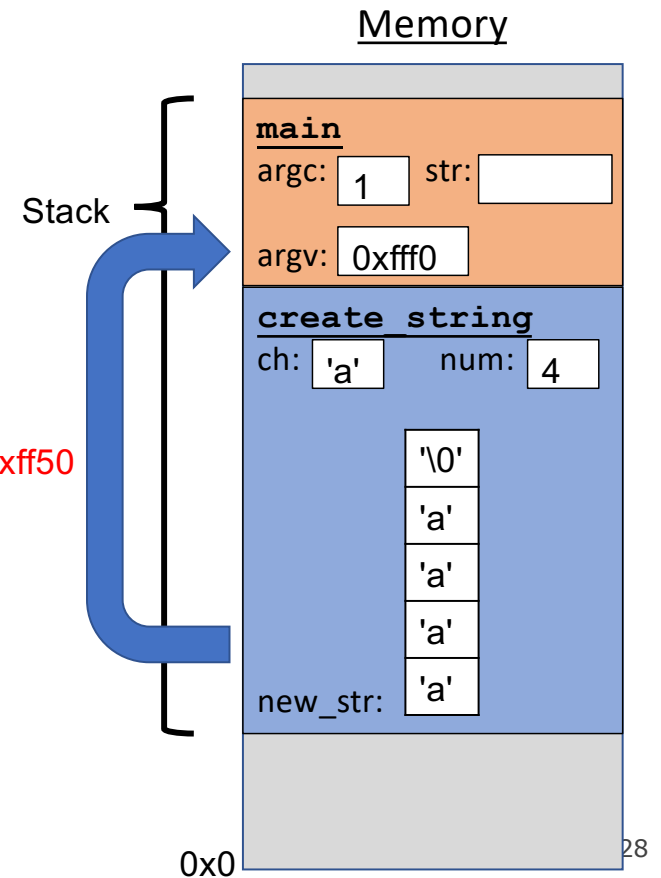 Memory
main
argc: 1 str:
Stack
argv: 0xfff0
create_string
ch: 'a' num: 4
xff50
'\0'
'a'
'a'
'a'
new_str: 'a'
0x0
28